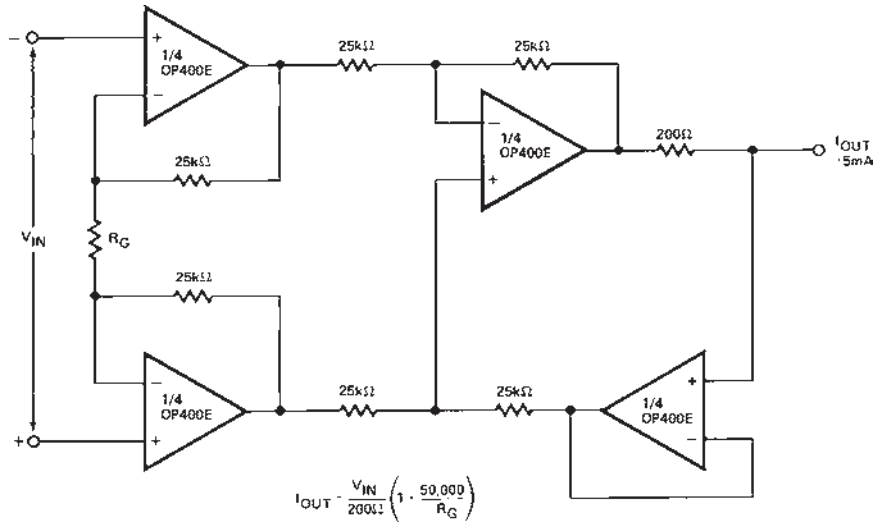 −
+
1/4
OP400E
−
25kΩ
25kΩ
25kΩ
−
1/4
OP400E
+
200Ω
IOUT
5mA
VIN
RG
25kΩ
−
1/4
OP400E
+
+
25kΩ
25kΩ
+
1/4
OP400E
−
IOUT VIN
200Ω
(1 50,000
RG)